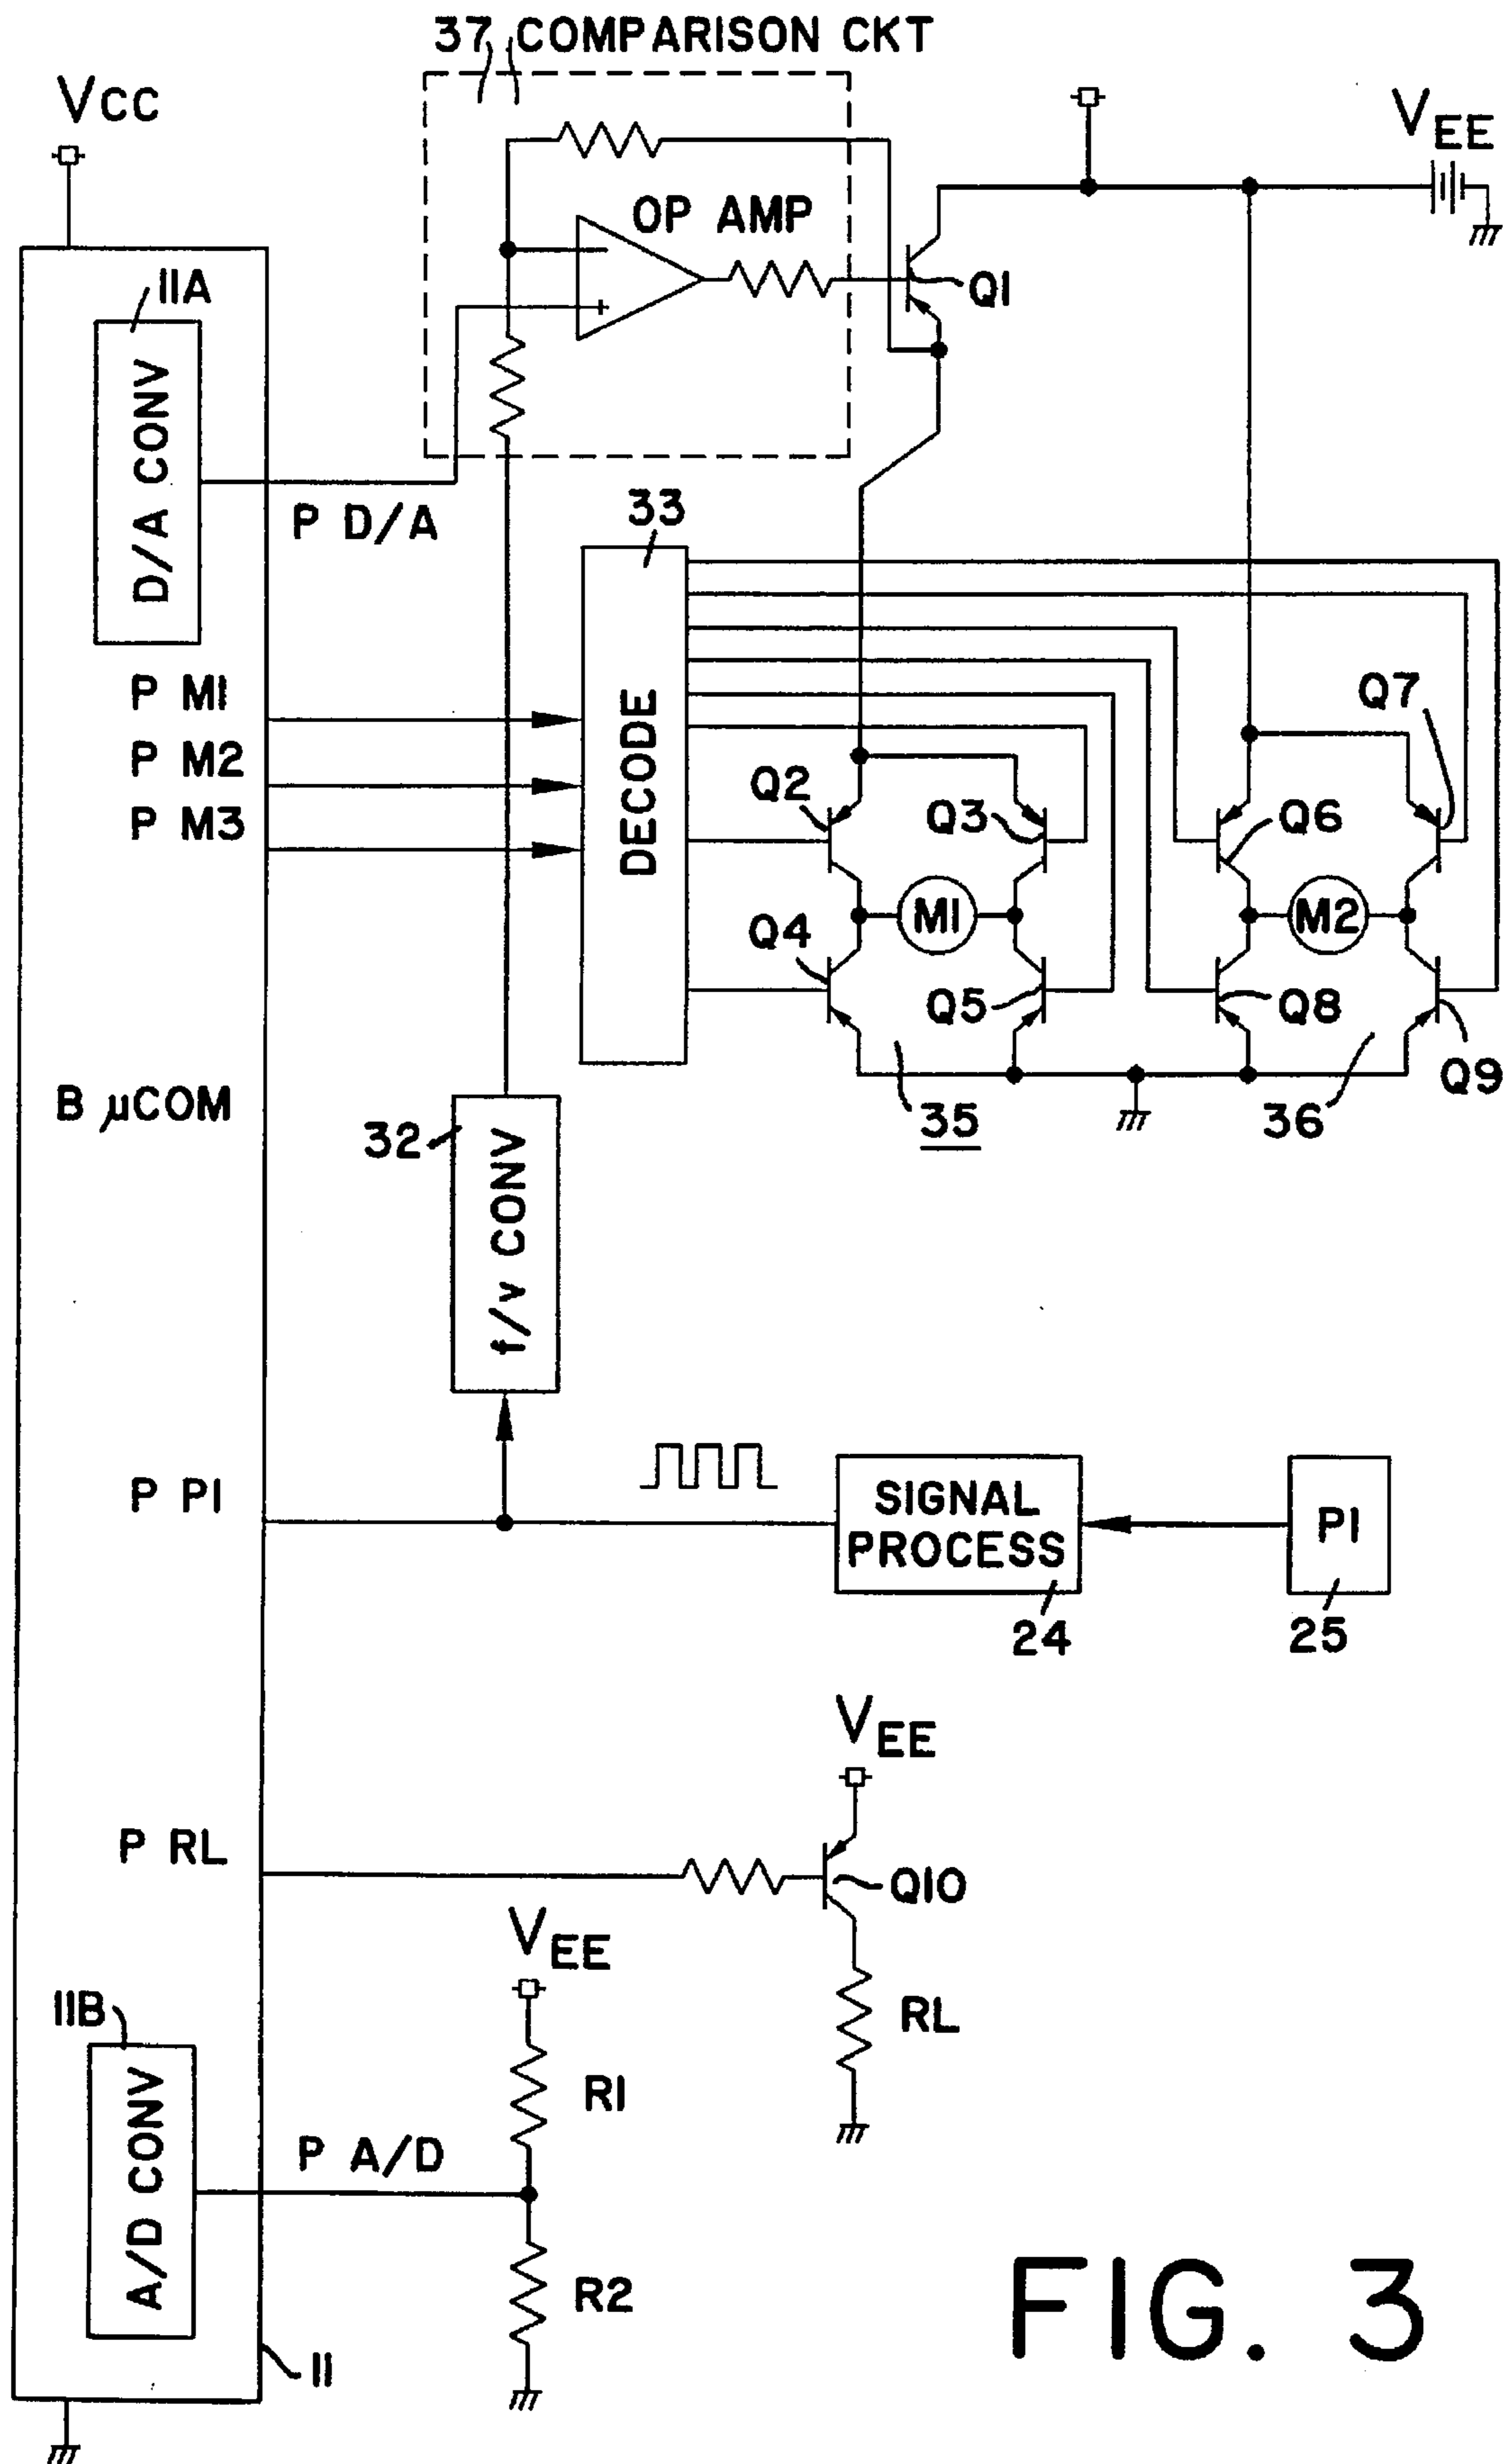 37 COMPARISON CKT
VCC
VEE
11A
OP AMP
Q1
D/A CONV
P D/A
33
P M1
P M2
P M3
DECODE
Q2
Q3
Q6
Q7
M1
M2
Q4
Q5
Q8
Q9
35
36
B μCOM
32
f/v CONV
P PI
SIGNAL
PROCESS
PI
24
25
VEE
P RL
Q10
VEE
RL
11B
A/D CONV
R1
P A/D
R2
11
FIG. 3